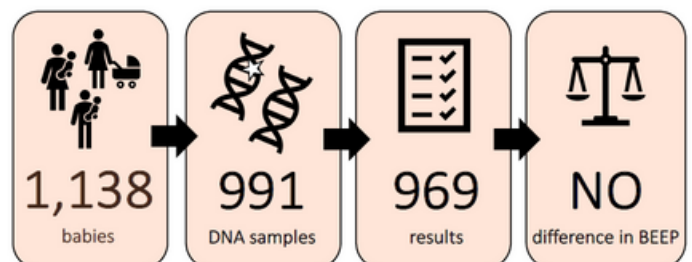 1,138
babies
991
DNA samples
969
results
NO
difference in BEEP